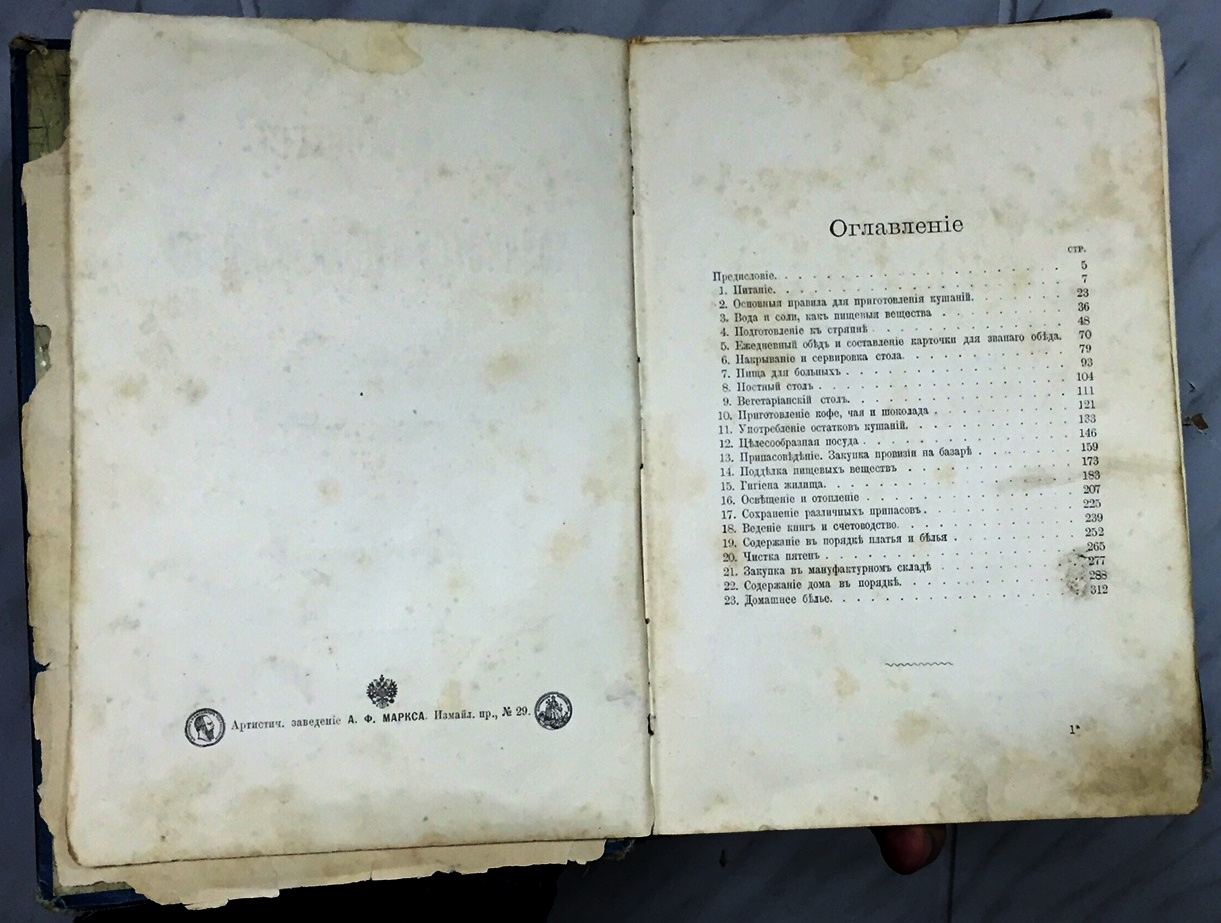 Артистич. заведеніе А. Ф. МАРКСА. Измайл. пр., № 29.
Оглавленіе
СТР.
Предисловіе. 5
1. Питаніе. 7
2. Основныя правила для приготовленія кушаній. 23
3. Вода и соли, какъ пищевыя вещества 36
4. Подготовленіе къ стряпнѣ 48
5. Ежедневный обѣдъ и составленіе карточки для званаго обѣда. 70
6. Накрываніе и сервировка стола. 79
7. Пища для больныхъ 93
8. Постный столъ 104
9. Вегетаріанскій столъ. 111
10. Приготовленіе кофе, чая и шоколада 121
11. Употребленіе остатковъ кушаній. 133
12. Цѣлесообразная посуда 146
13. Припасовѣдѣніе. Закупка провизіи на базарѣ 159
14. Поддѣлка пищевыхъ веществъ 173
15. Гигіена жилища. 183
16. Освѣщеніе и отопленіе 207
17. Сохраненіе различныхъ припасовъ. 225
18. Веденіе книгъ и счетоводство. 239
19. Содержаніе въ порядкѣ платья и бѣлья 252
20. Чистка пятенъ 265
21. Закупка въ мануфактурномъ складѣ 277
22. Содержаніе дома въ порядкѣ. 288
23. Домашнее бѣлье. 312
1*